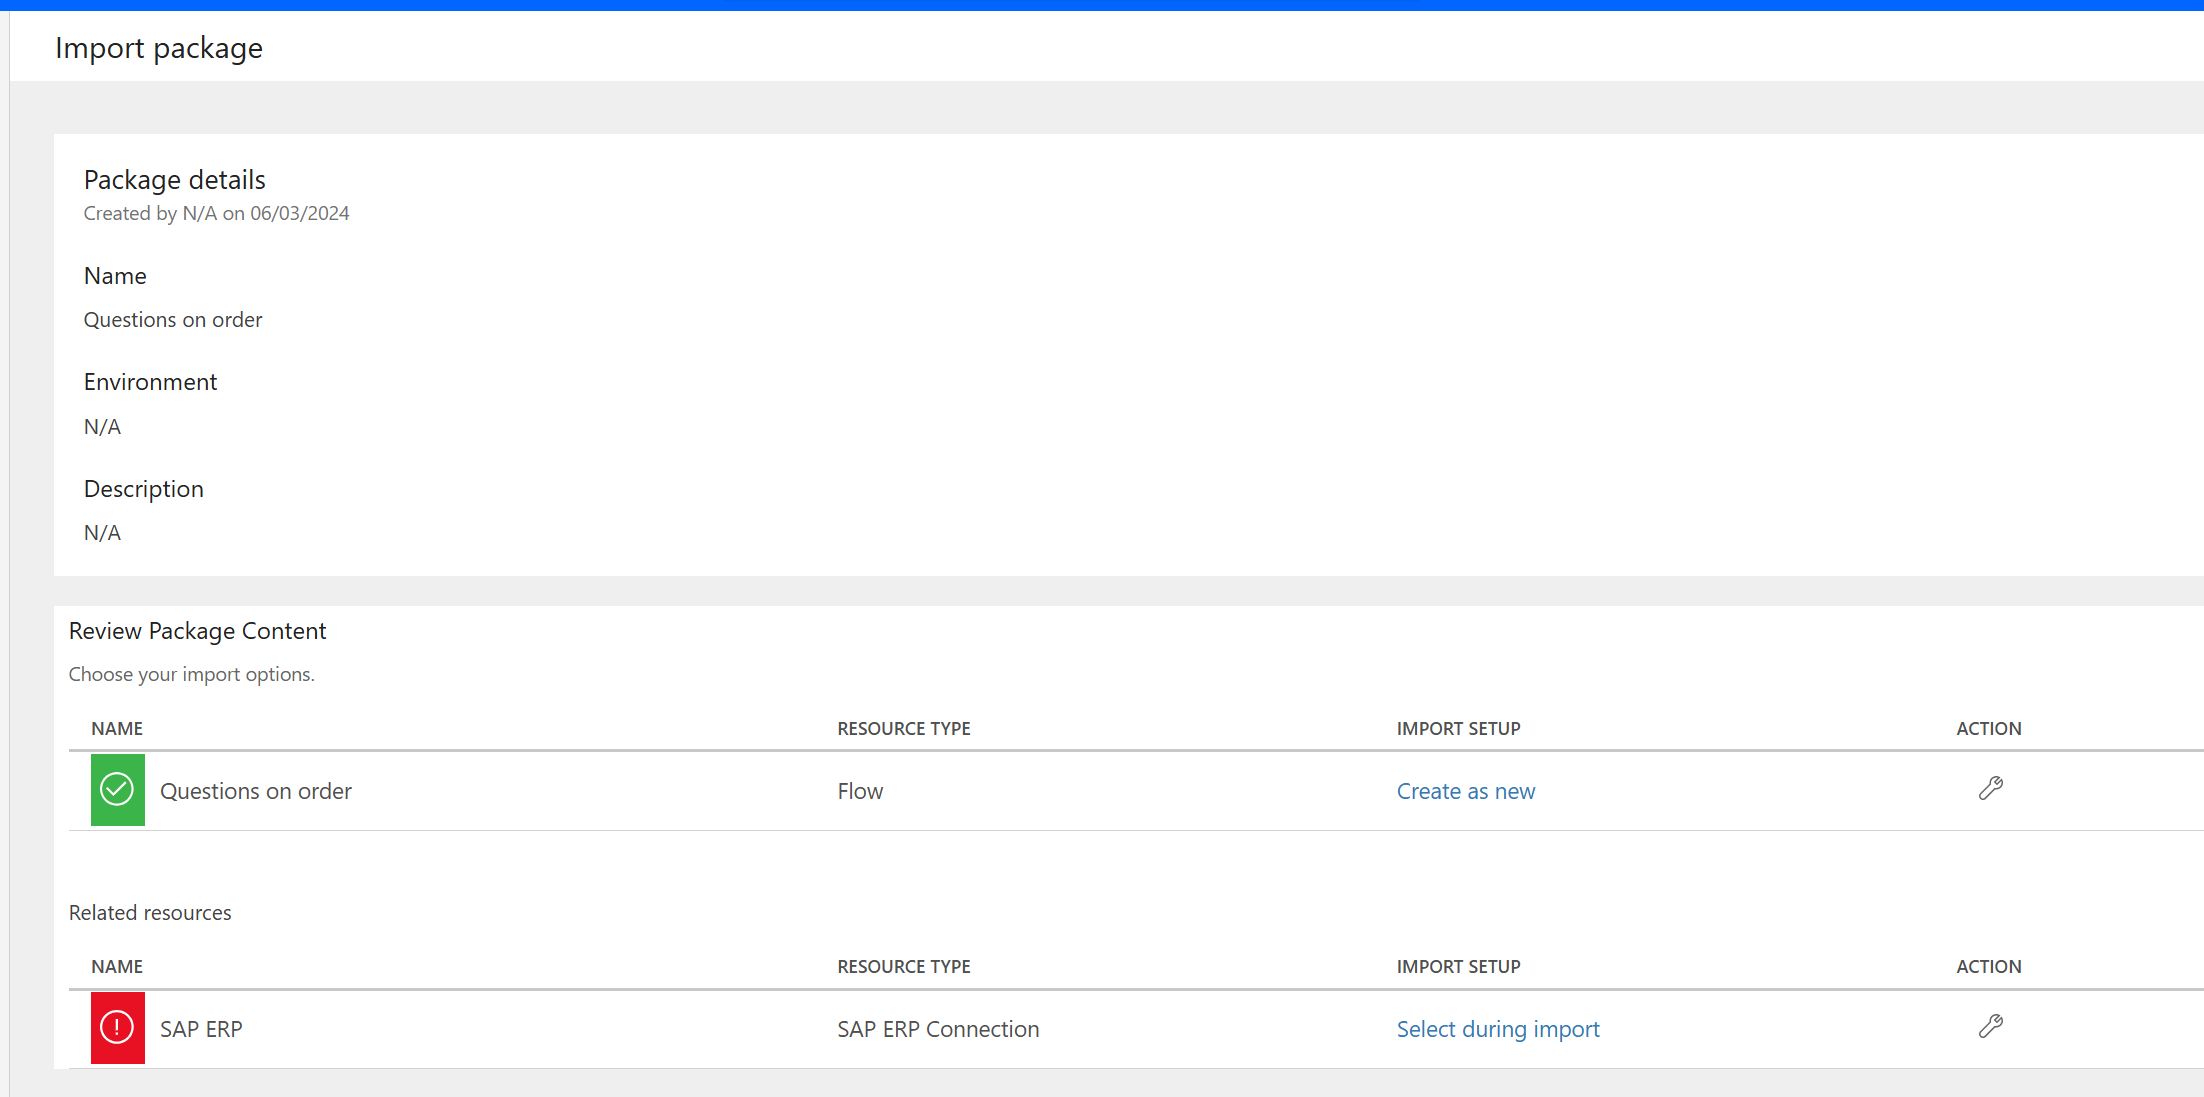 Import package
Package details
Created by N/A on 06/03/2024
Name
Questions on order
Environment
N/A
Description
N/A
Review Package Content
Choose your import options.
NAME RESOURCE TYPE IMPORT SETUP ACTION
Questions on order Flow Create as new
Related resources
NAME RESOURCE TYPE IMPORT SETUP ACTION
SAP ERP SAP ERP Connection Select during import